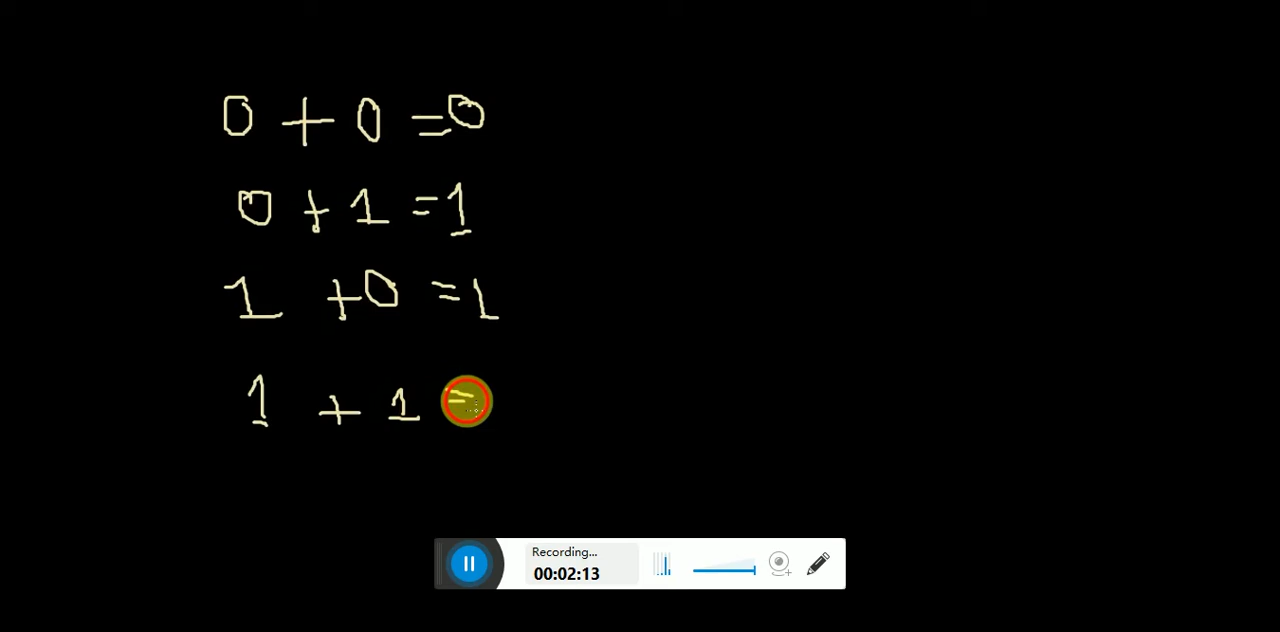 0 + 0 = 0
0 + 1 = 1
1 + 0 = 1
1 + 1 =
Recording...
00:02:13